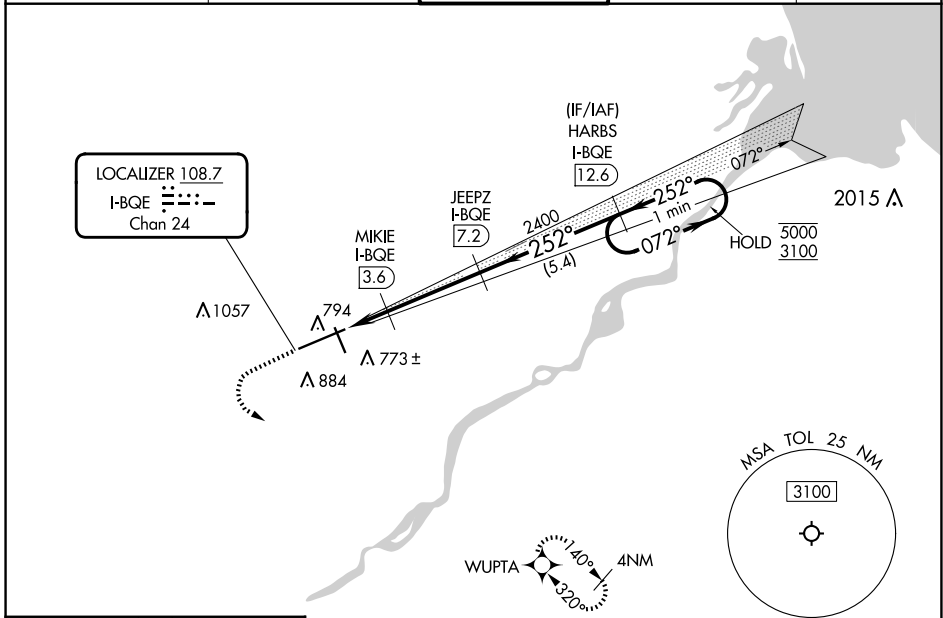 LOCALIZER 108.7
I-BQE
Chan 24
(IF/IAF)
HARBS
I-BQE
12.6
JEEPZ
I-BQE
7.2
MIKIE
I-BQE
3.6
2400
252°
(5.4)
252°
1 min
072°
072°
HOLD
5000
3100
2015
1057
794
773 ±
884
MSA TOL 25 NM
3100
WUPTA
140°
320°
4NM